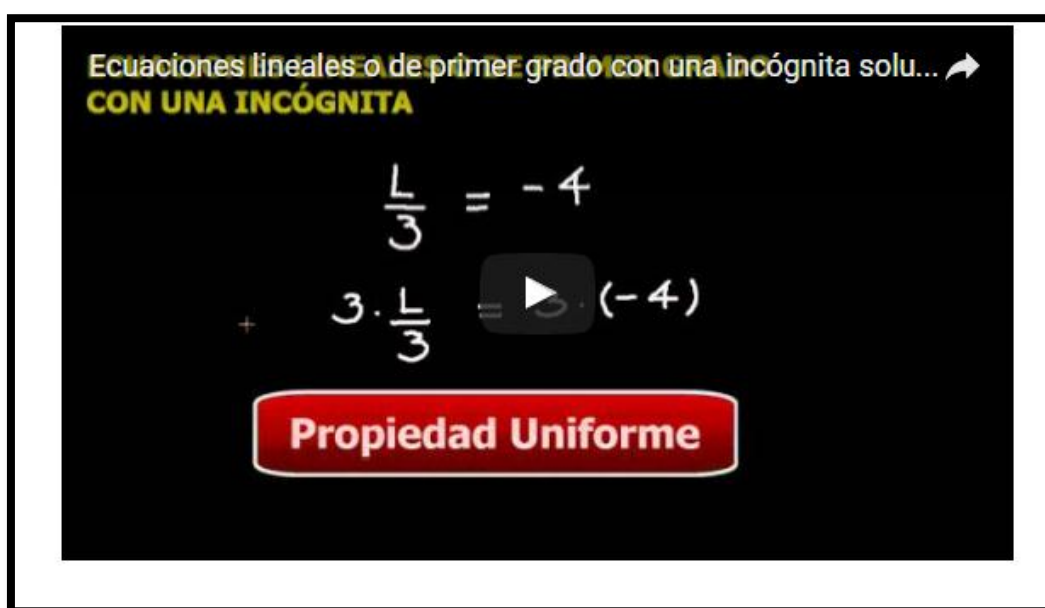 Ecuaciones lineales o de primer grado con una incógnita solu...
CON UNA INCÓGNITA
L/3 = -4
3 · L/3 = 3 · (-4)
Propiedad Uniforme